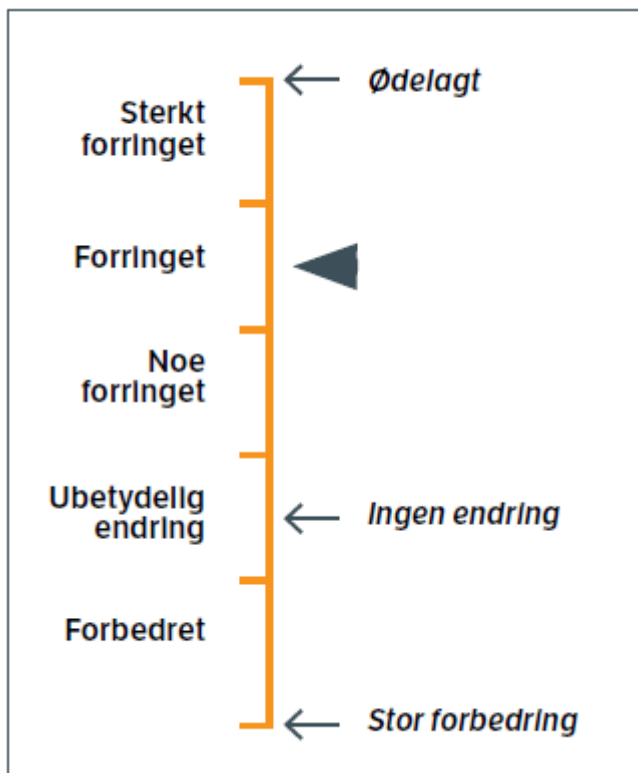 Ødelagt
Sterkt
forringet
Forringet
Noe
forringet
Ubetydelig
endring
Ingen endring
Forbedret
Stor forbedring